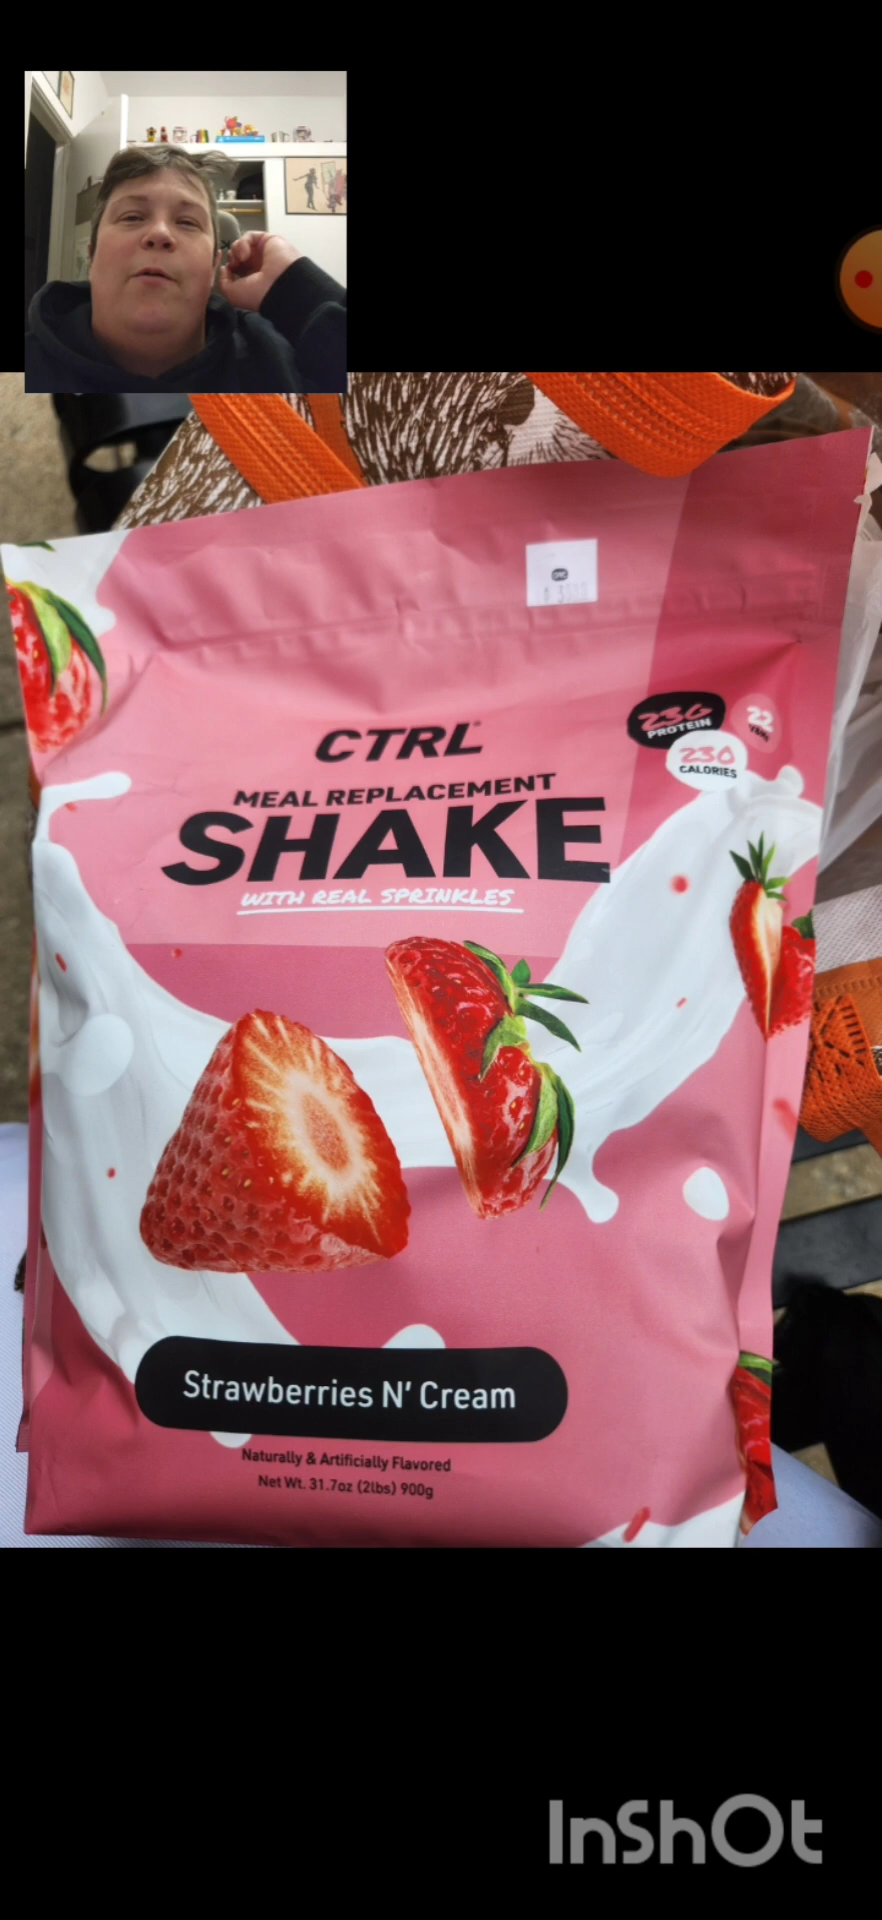 CTRL
MEAL REPLACEMENT
SHAKE
WITH REAL SPRINKLES
23G
PROTEIN
22
230
CALORIES
Strawberries N' Cream
Naturally & Artificially Flavored
Net Wt. 31.7oz (2lbs) 900g
InShOt